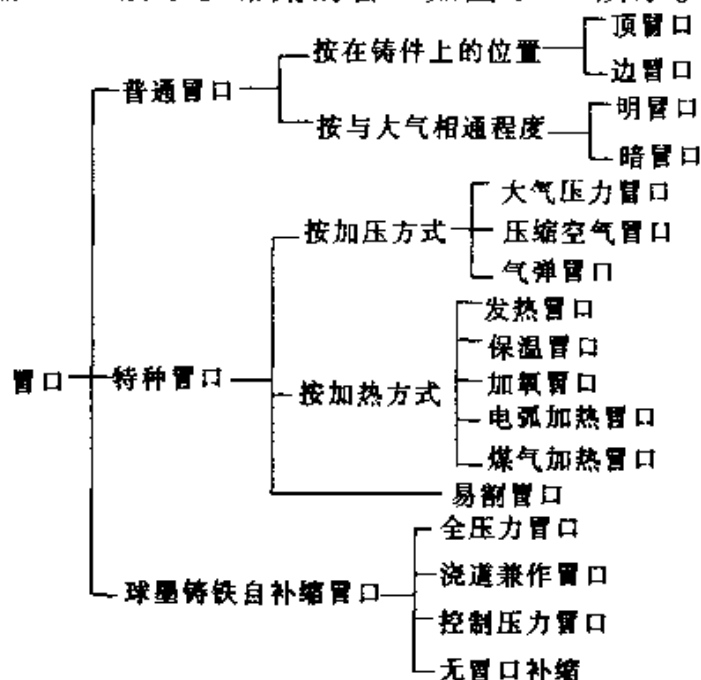 顶冒口
按在铸件上的位置
边冒口
普通冒口
明冒口
按与大气相通程度
暗冒口
大气压力冒口
按加压方式
压缩空气冒口
气弹冒口
发热冒口
保温冒口
冒口
特种冒口
按加热方式
加氧冒口
电弧加热冒口
煤气加热冒口
易割冒口
全压力冒口
浇道兼作冒口
球墨铸铁自补缩冒口
控制压力冒口
无冒口补缩